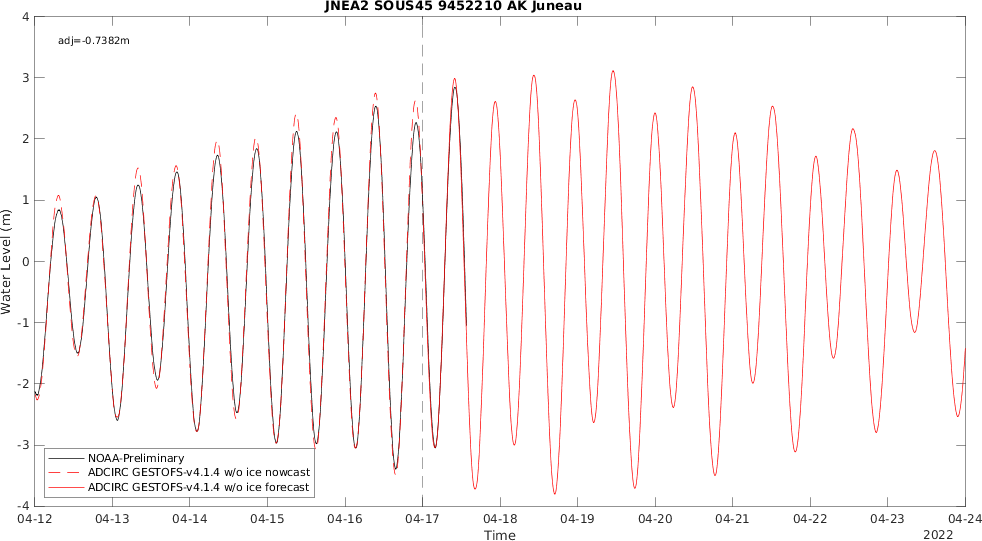 JNEA2 SOUS45 9452210 AK Juneau
4
adj=-0.7382m
3
2
1
0
-1
-2
-3
-4
Water Level (m)
NOAA-Preliminary
ADCIRC GESTOFS-v4.1.4 w/o ice nowcast
ADCIRC GESTOFS-v4.1.4 w/o ice forecast
04-12 04-13 04-14 04-15 04-16 04-17 04-18 04-19 04-20 04-21 04-22 04-23 04-24
Time
2022